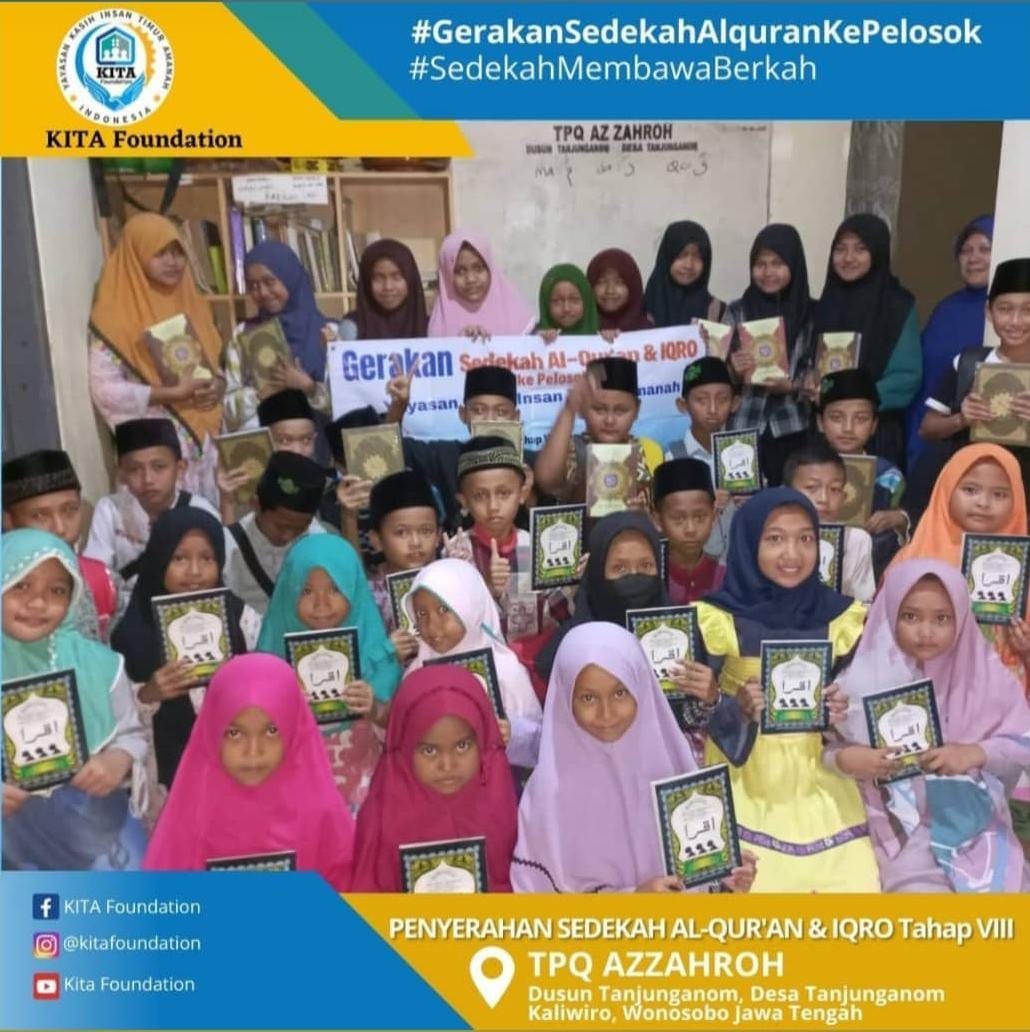 YAYASAN KASIH INSAN TIMUR AMANAH
INDONESIA
KITA
Foundation
KITA Foundation
#GerakanSedekahAlquranKePelosok
#SedekahMembawaBerkah
TPQ AZ ZAHROH
DUSUN TANJUNGANOM DESA TANJUNGANOM
Gerakan Sedekah Al-Qur'an & IQRO
ke Pelosok
Insan
manah
اقرأ
KITA Foundation
@kitafoundation
Kita Foundation
PENYERAHAN SEDEKAH AL-QUR'AN & IQRO Tahap VIII
TPQ AZZAHROH
Dusun Tanjunganom, Desa Tanjunganom
Kaliwiro, Wonosobo Jawa Tengah